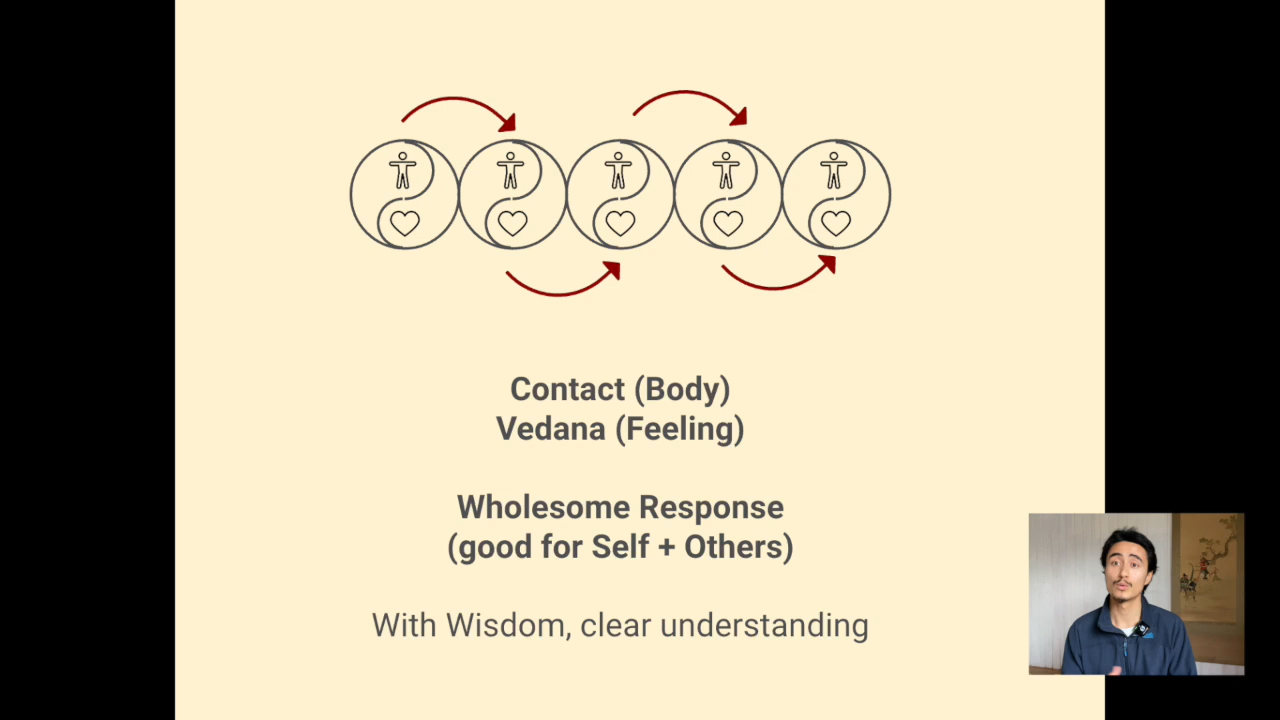 Contact (Body)
Vedana (Feeling)
Wholesome Response
(good for Self + Others)
With Wisdom, clear understanding